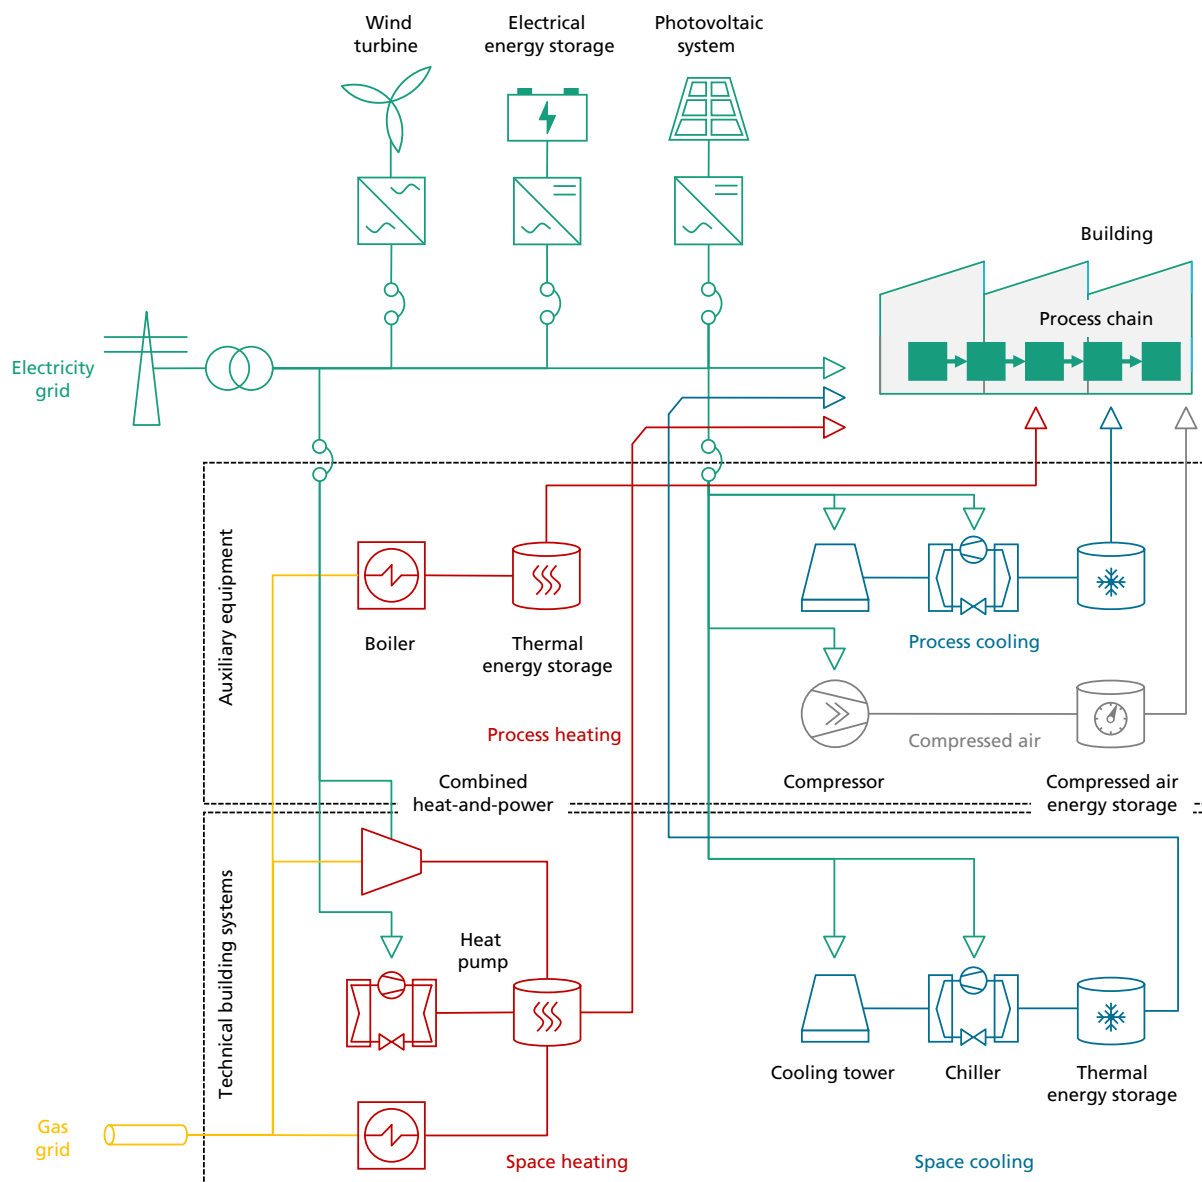 Wind
turbine
Electrical
energy storage
Photovoltaic
system
Building
Process chain
Electricity
grid
Auxiliary equipment
Boiler
Thermal
energy storage
Process cooling
Process heating
Compressed air
Compressor
Compressed air
energy storage
Combined
heat-and-power
Technical building systems
Heat
pump
Cooling tower
Chiller
Thermal
energy storage
Gas
grid
Space heating
Space cooling